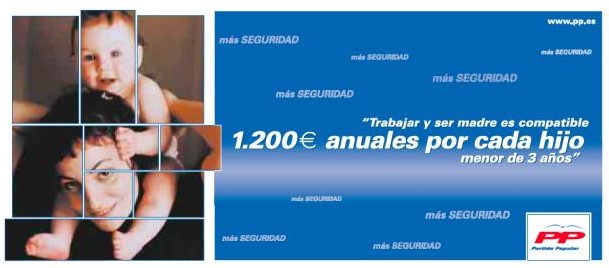 www.pp.es
más SEGURIDAD
más SEGURIDAD
más SEGURIDAD
más SEGURIDAD
más SEGURIDAD
"Trabajar y ser madre es compatible
1.200€ anuales por cada hijo
menor de 3 años"
más SEGURIDAD
más SEGURIDAD
más SEGURIDAD
más SEGURIDAD
PP
Partido Popular